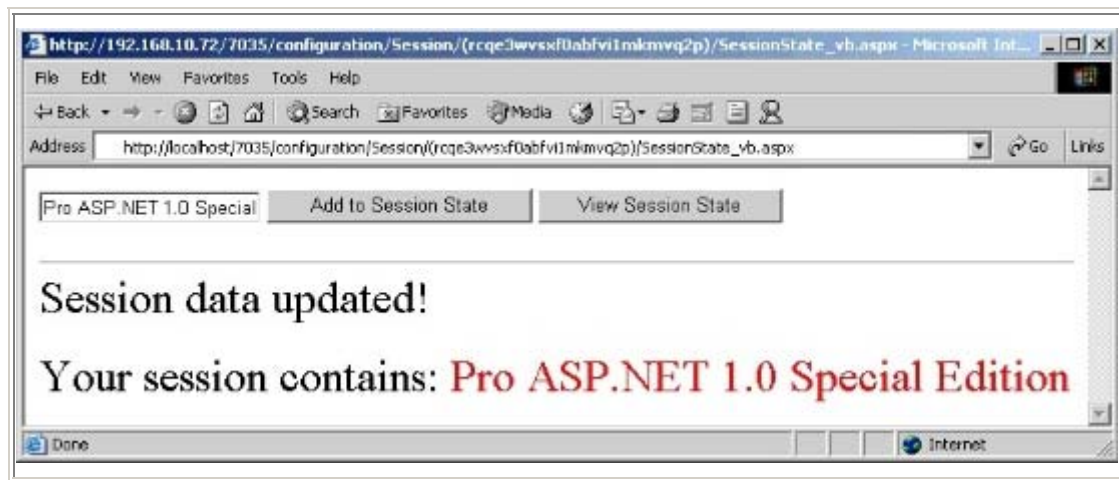 http://192.168.10.72/7035/configuration/Session/(rcqe3wvsxf0abfvi1mkmvq2p)/SessionState_vb.aspx - Microsoft Int...
File Edit View Favorites Tools Help
Back Search Favorites Media
Address http://localhost/7035/configuration/Session/(rcqe3wvsxf0abfvi1mkmvq2p)/SessionState_vb.aspx Go Links
Pro ASP.NET 1.0 Special Add to Session State View Session State
Session data updated!
Your session contains: Pro ASP.NET 1.0 Special Edition
Done Internet